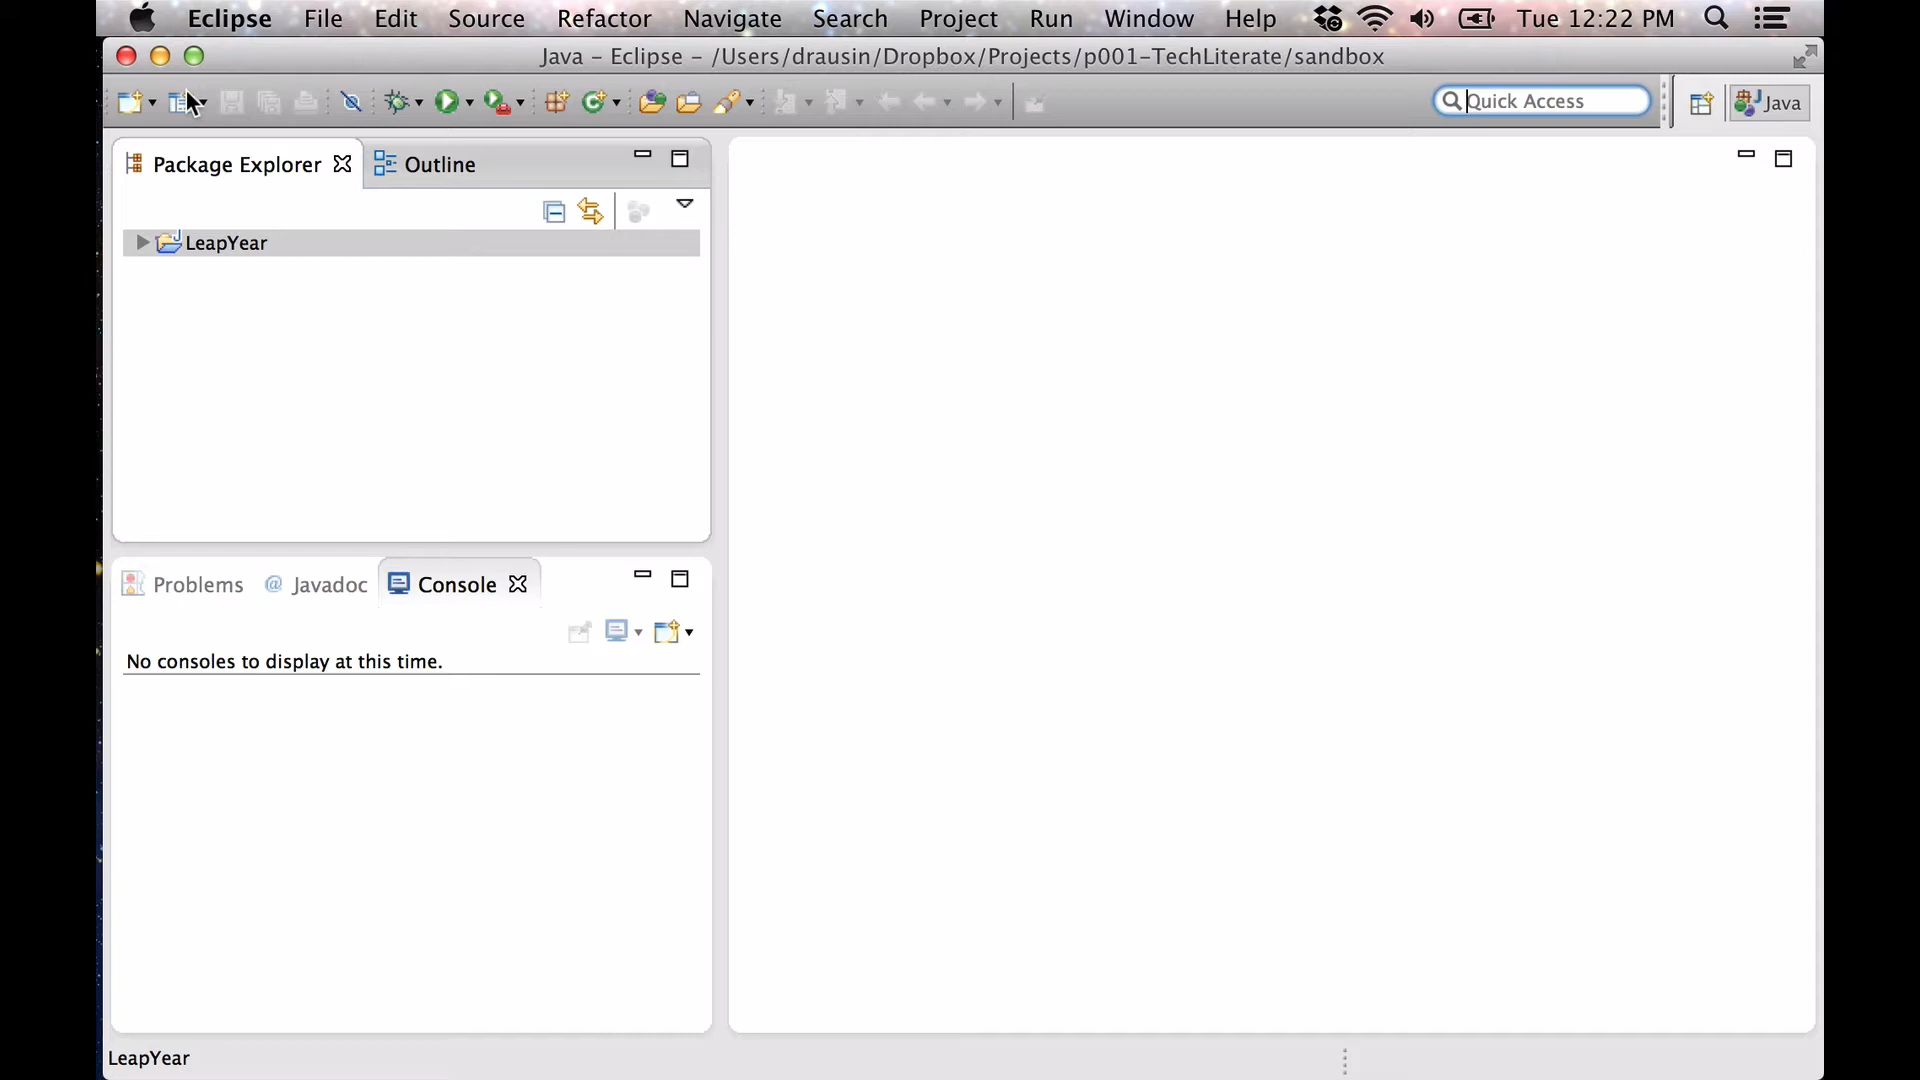 Eclipse File Edit Source Refactor Navigate Search Project Run Window Help Tue 12:22 PM
Java – Eclipse – /Users/drausin/Dropbox/Projects/p001-TechLiterate/sandbox
Quick Access Java
Package Explorer Outline
LeapYear
Problems @ Javadoc Console
No consoles to display at this time.
LeapYear